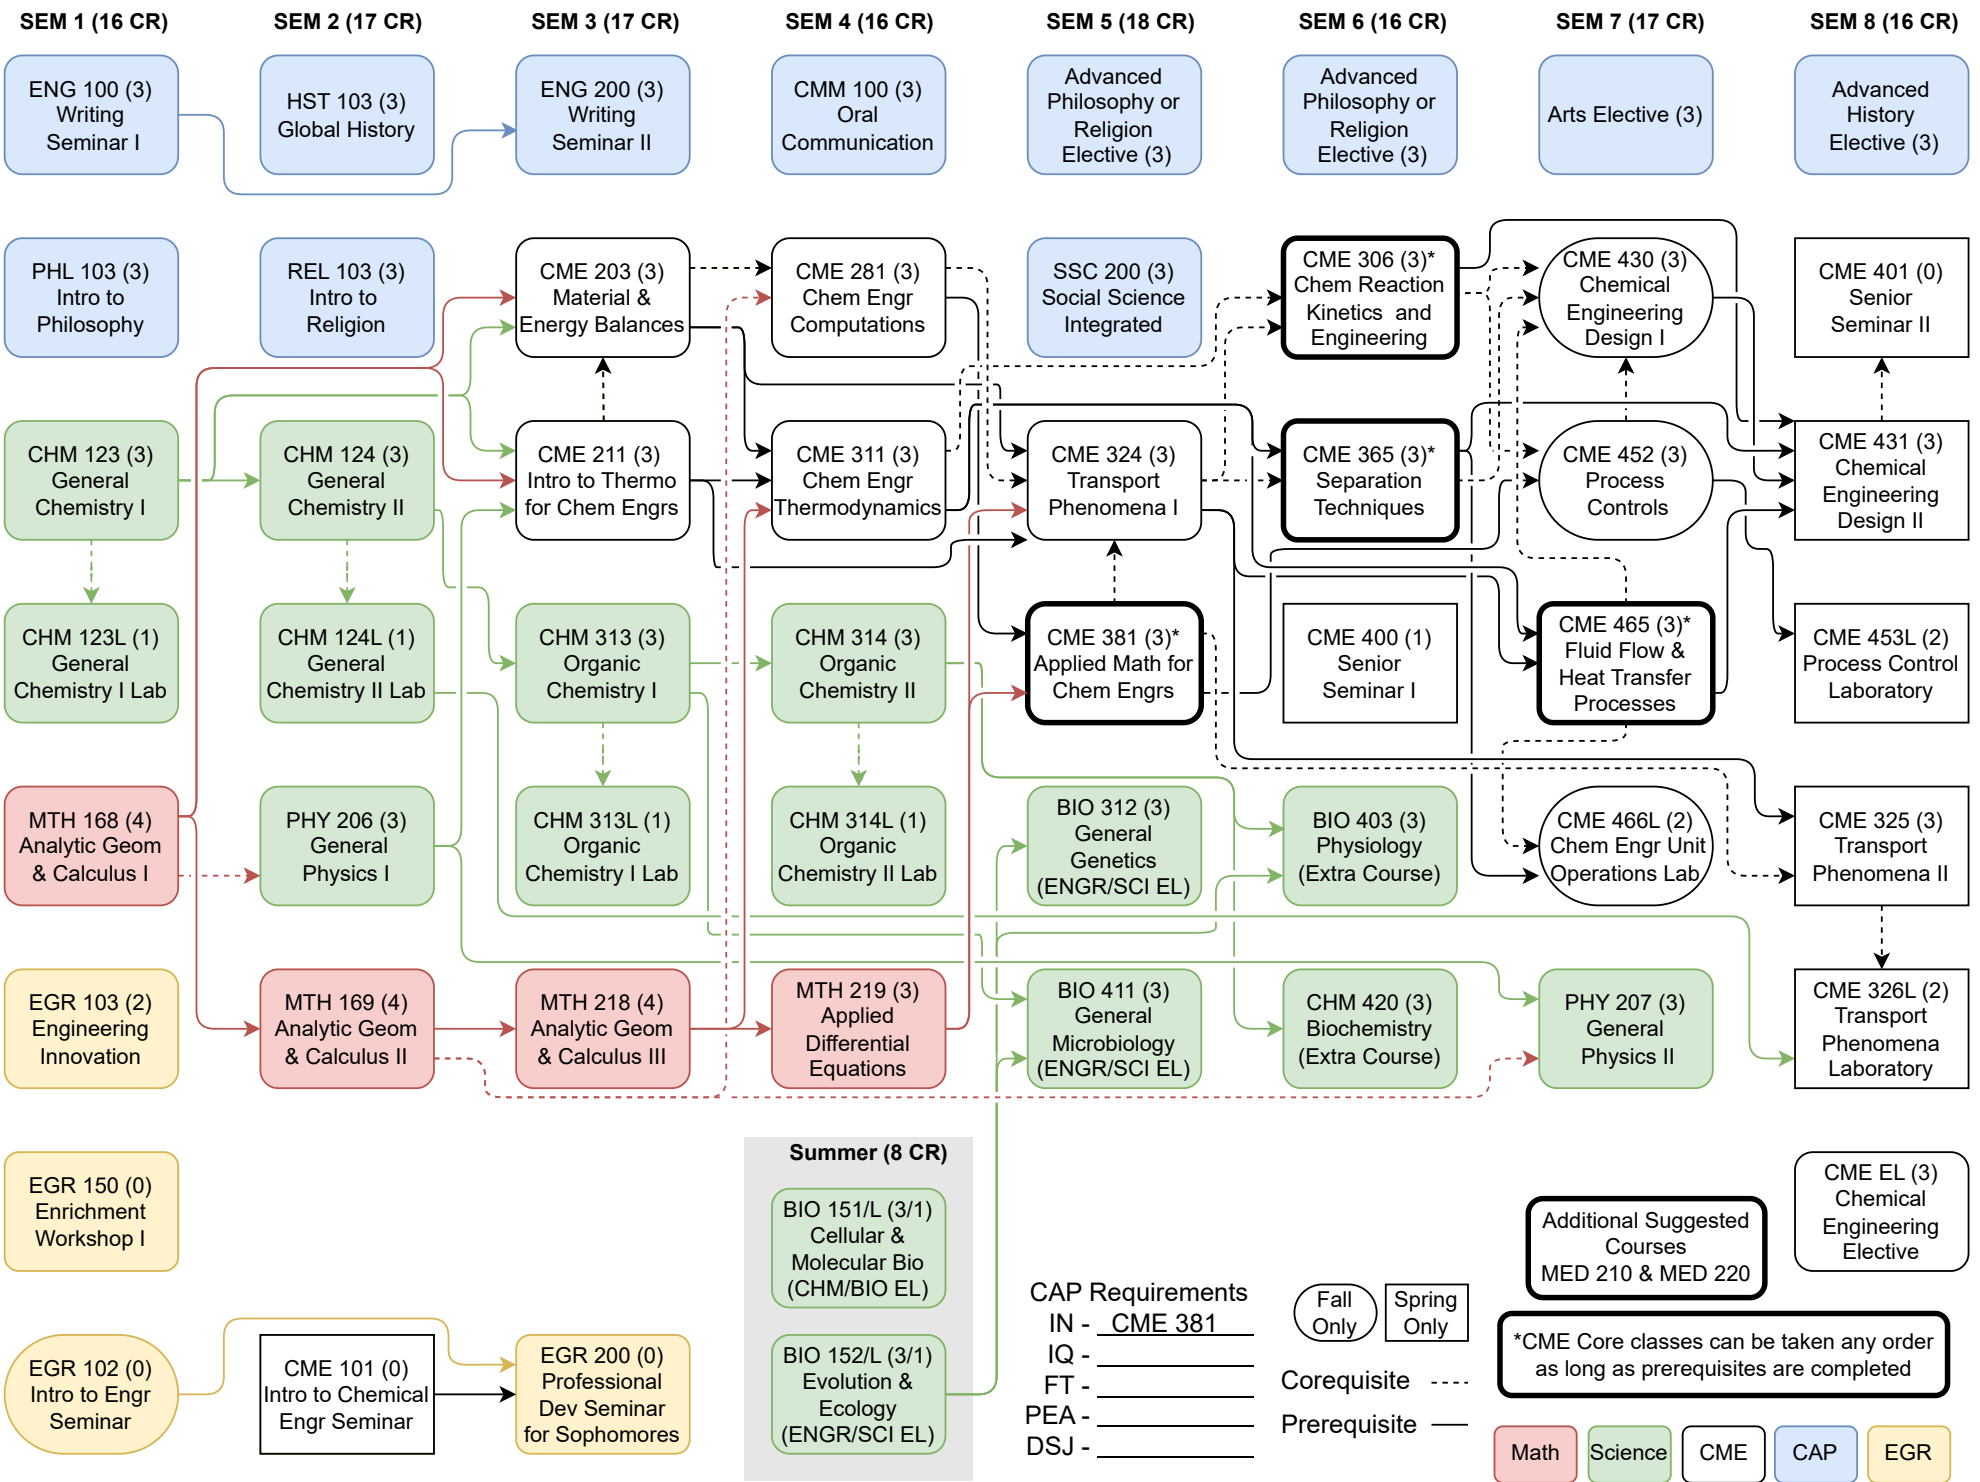 SEM 1 (16 CR)
SEM 2 (17 CR)
SEM 3 (17 CR)
SEM 4 (16 CR)
SEM 5 (18 CR)
SEM 6 (16 CR)
SEM 7 (17 CR)
SEM 8 (16 CR)
ENG 100 (3)
Writing
Seminar I
HST 103 (3)
Global History
ENG 200 (3)
Writing
Seminar II
CMM 100 (3)
Oral
Communication
Advanced
Philosophy or
Religion
Elective (3)
Advanced
Philosophy or
Religion
Elective (3)
Arts Elective (3)
Advanced
History
Elective (3)
PHL 103 (3)
Intro to
Philosophy
REL 103 (3)
Intro to
Religion
CME 203 (3)
Material &
Energy Balances
CME 281 (3)
Chem Engr
Computations
SSC 200 (3)
Social Science
Integrated
CME 306 (3)*
Chem Reaction
Kinetics and
Engineering
CME 430 (3)
Chemical
Engineering
Design I
CME 401 (0)
Senior
Seminar II
CHM 123 (3)
General
Chemistry I
CHM 124 (3)
General
Chemistry II
CME 211 (3)
Intro to Thermo
for Chem Engrs
CME 311 (3)
Chem Engr
Thermodynamics
CME 324 (3)
Transport
Phenomena I
CME 365 (3)*
Separation
Techniques
CME 452 (3)
Process
Controls
CME 431 (3)
Chemical
Engineering
Design II
CHM 123L (1)
General
Chemistry I Lab
CHM 124L (1)
General
Chemistry II Lab
CHM 313 (3)
Organic
Chemistry I
CHM 314 (3)
Organic
Chemistry II
CME 381 (3)*
Applied Math for
Chem Engrs
CME 400 (1)
Senior
Seminar I
CME 465 (3)*
Fluid Flow &
Heat Transfer
Processes
CME 453L (2)
Process Control
Laboratory
MTH 168 (4)
Analytic Geom
& Calculus I
PHY 206 (3)
General
Physics I
CHM 313L (1)
Organic
Chemistry I Lab
CHM 314L (1)
Organic
Chemistry II Lab
BIO 312 (3)
General
Genetics
(ENGR/SCI EL)
BIO 403 (3)
Physiology
(Extra Course)
CME 466L (2)
Chem Engr Unit
Operations Lab
CME 325 (3)
Transport
Phenomena II
EGR 103 (2)
Engineering
Innovation
MTH 169 (4)
Analytic Geom
& Calculus II
MTH 218 (4)
Analytic Geom
& Calculus III
MTH 219 (3)
Applied
Differential
Equations
BIO 411 (3)
General
Microbiology
(ENGR/SCI EL)
CHM 420 (3)
Biochemistry
(Extra Course)
PHY 207 (3)
General
Physics II
CME 326L (2)
Transport
Phenomena
Laboratory
EGR 150 (0)
Enrichment
Workshop I
Summer (8 CR)
BIO 151/L (3/1)
Cellular &
Molecular Bio
(CHM/BIO EL)
CME EL (3)
Chemical
Engineering
Elective
Additional Suggested
Courses
MED 210 & MED 220
EGR 102 (0)
Intro to Engr
Seminar
CME 101 (0)
Intro to Chemical
Engr Seminar
EGR 200 (0)
Professional
Dev Seminar
for Sophomores
BIO 152/L (3/1)
Evolution &
Ecology
(ENGR/SCI EL)
CAP Requirements
IN - CME 381
IQ -
FT -
PEA -
DSJ -
Fall
Only
Spring
Only
Corequisite
Prerequisite
*CME Core classes can be taken any order
as long as prerequisites are completed
Math
Science
CME
CAP
EGR